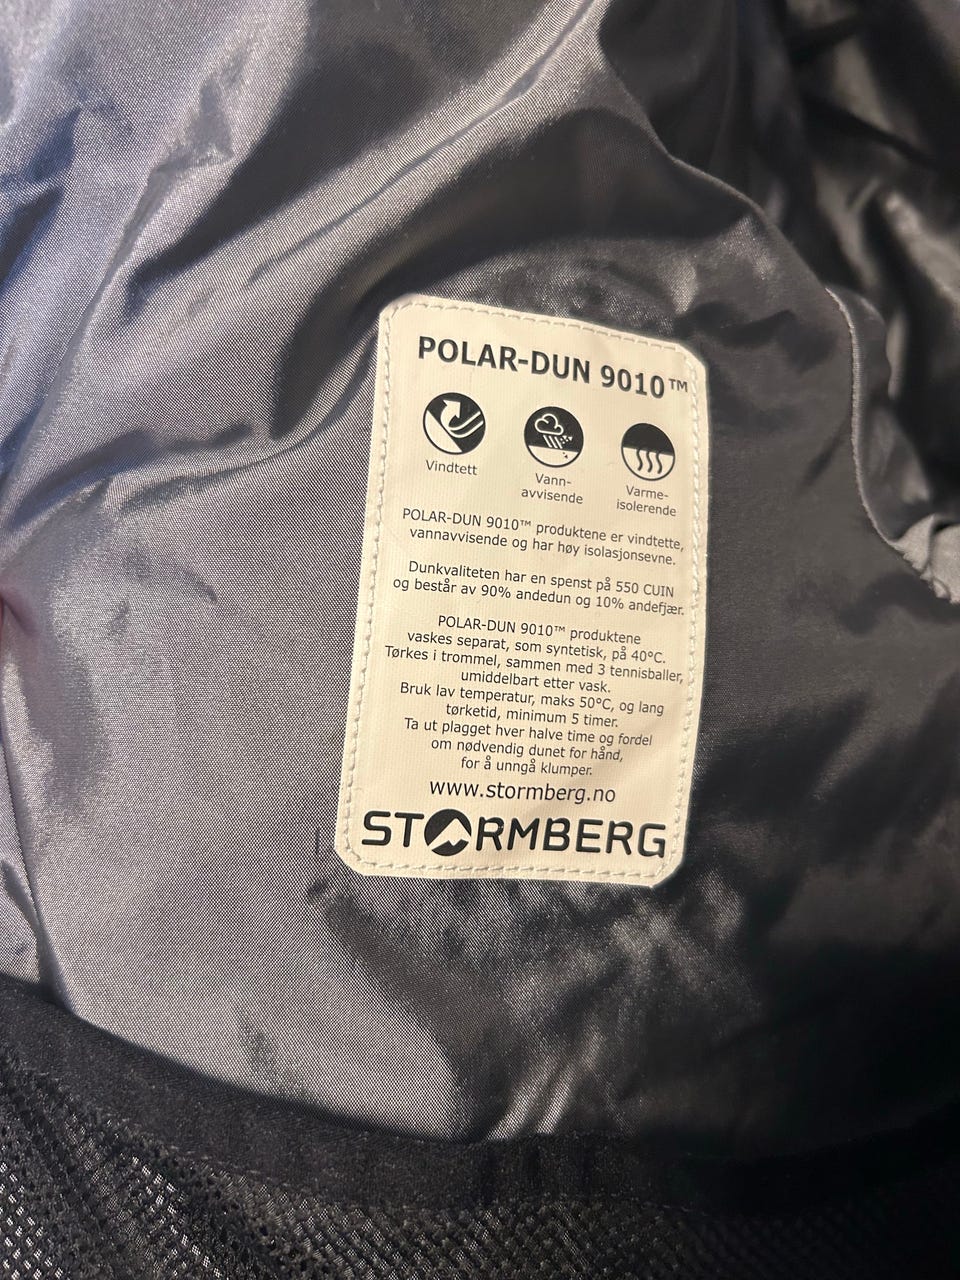 POLAR-DUN 9010™
Vindtett
Vann-
avvisende
Varme-
isolerende
POLAR-DUN 9010™ produktene er vindtette,
vannavvisende og har høy isolasjonsevne.
Dunkvaliteten har en spenst på 550 CUIN
og består av 90% andedun og 10% andefjær.
POLAR-DUN 9010™ produktene
vaskes separat, som syntetisk, på 40°C.
Tørkes i trommel, sammen med 3 tennisballer,
umiddelbart etter vask.
Bruk lav temperatur, maks 50°C, og lang
tørketid, minimum 5 timer.
Ta ut plagget hver halve time og fordel
om nødvendig dunet for hånd,
for å unngå klumper.
www.stormberg.no
STORMBERG